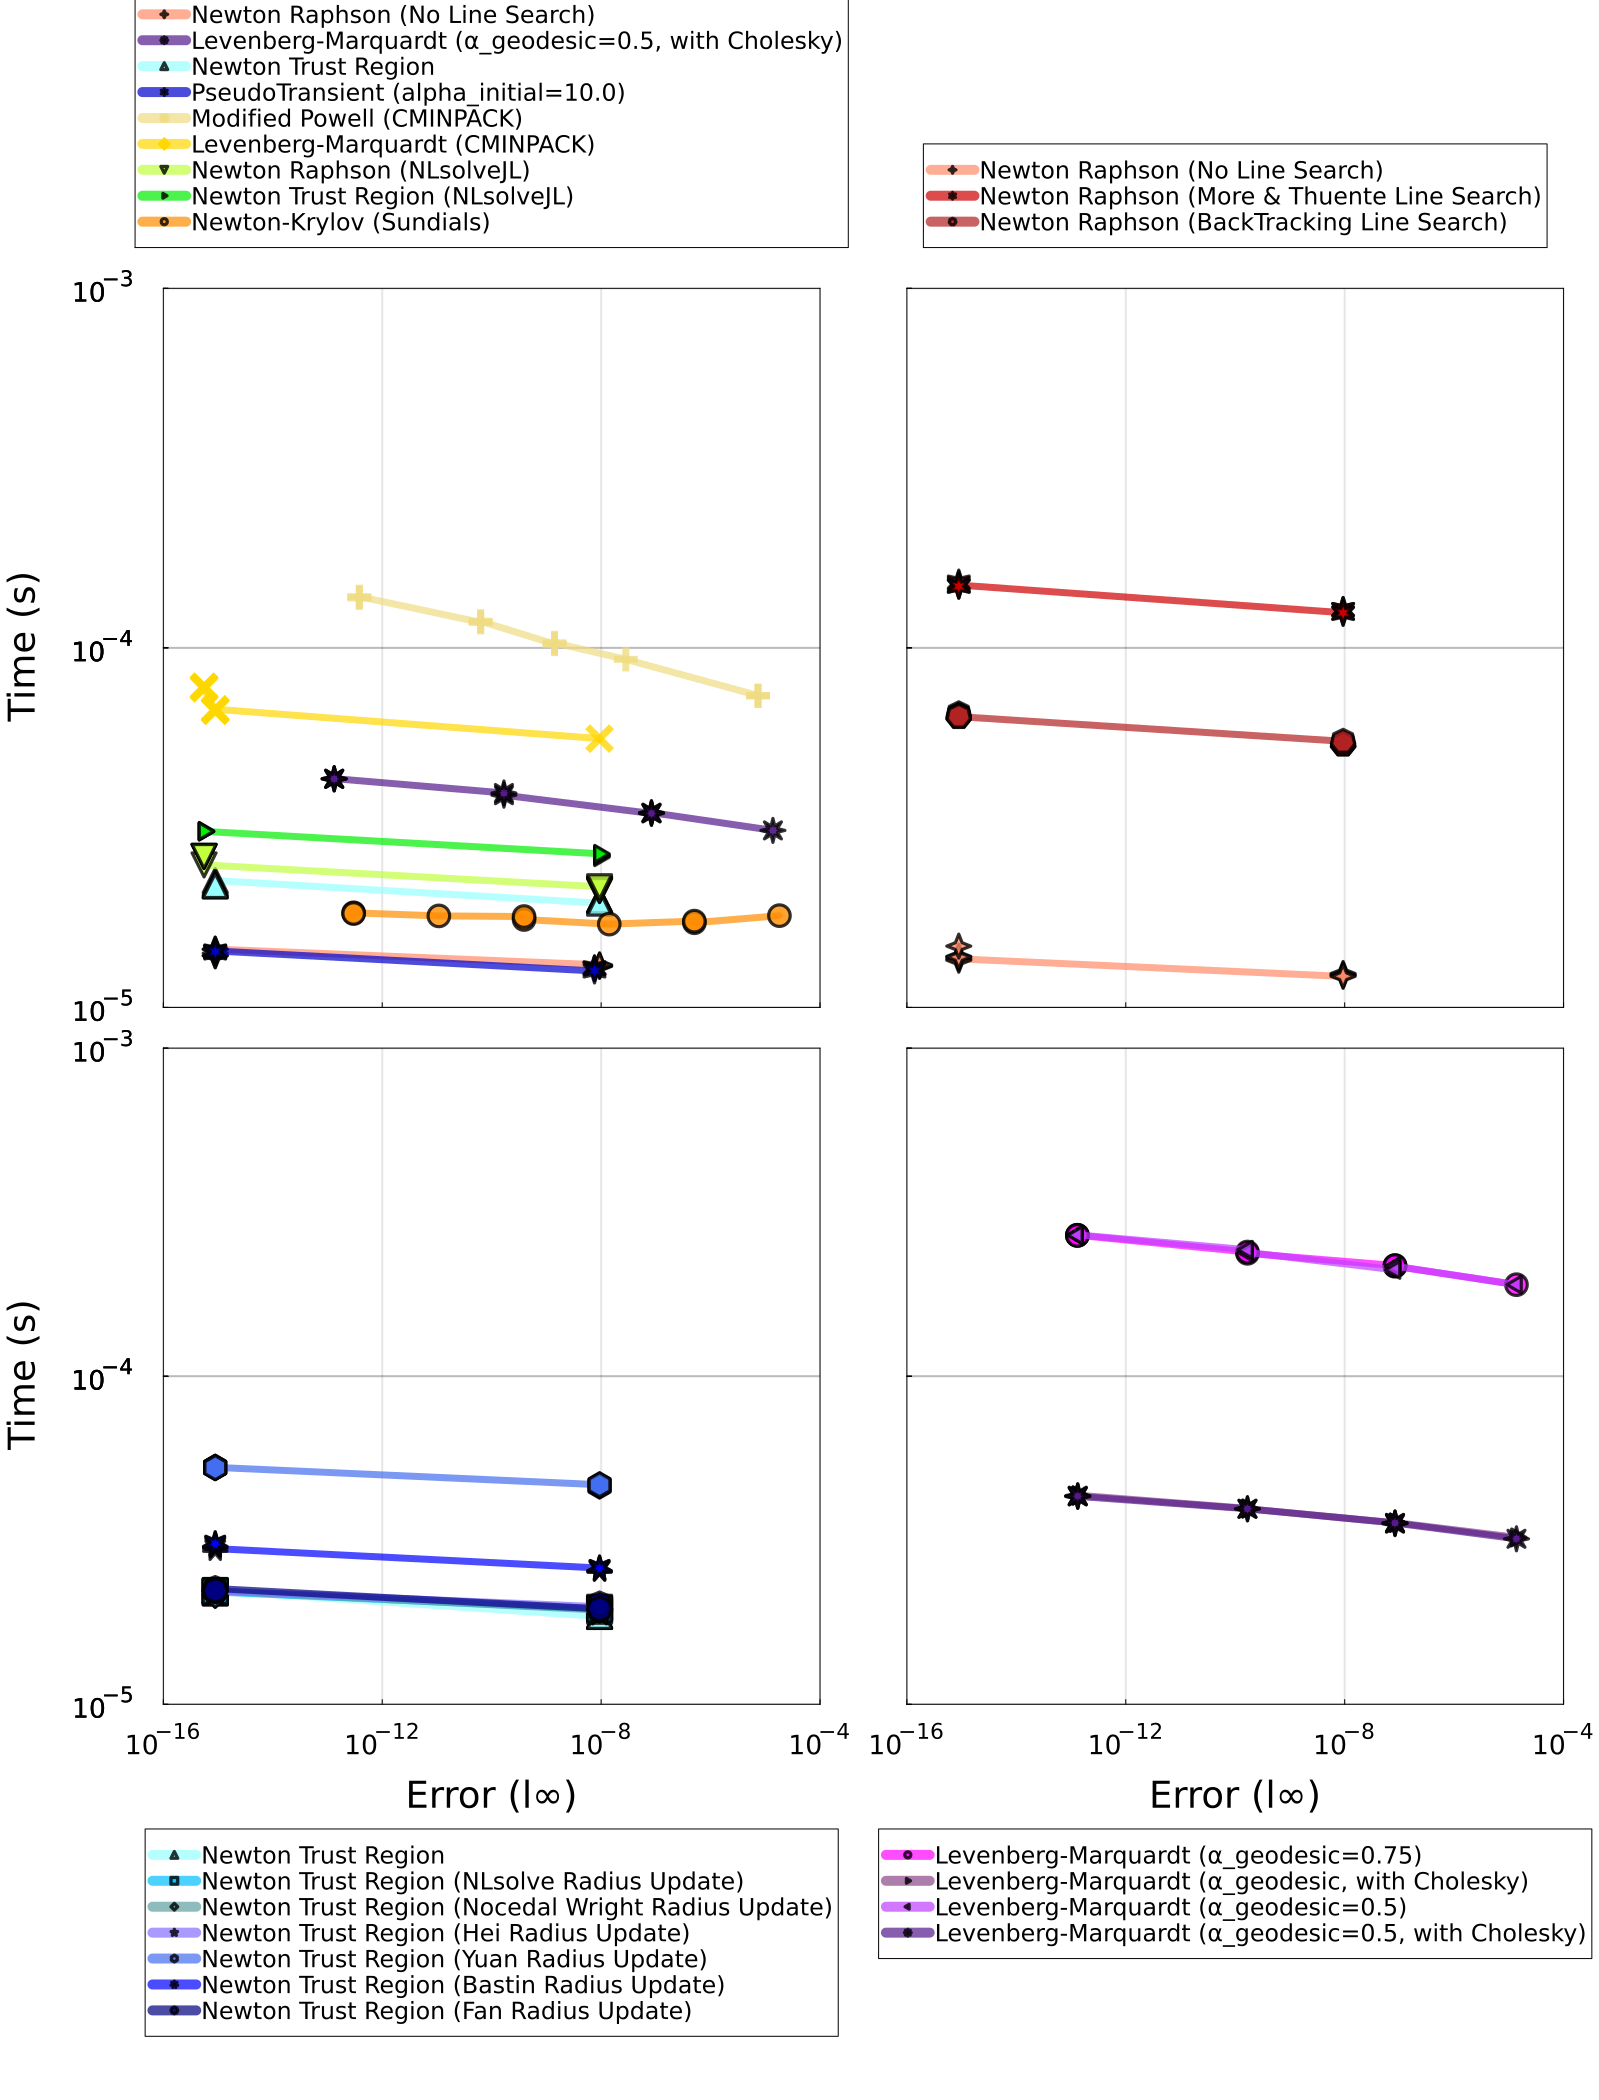 Newton Raphson (No Line Search)
Levenberg-Marquardt (α_geodesic=0.5, with Cholesky)
Newton Trust Region
PseudoTransient (alpha_initial=10.0)
Modified Powell (CMINPACK)
Levenberg-Marquardt (CMINPACK)
Newton Raphson (NLsolveJL)
Newton Trust Region (NLsolveJL)
Newton-Krylov (Sundials)
Newton Raphson (No Line Search)
Newton Raphson (More & Thuente Line Search)
Newton Raphson (BackTracking Line Search)
10⁻³
10⁻⁴
10⁻⁵
Time (s)
10⁻³
10⁻⁴
10⁻⁵
Time (s)
10⁻¹⁶ 10⁻¹² 10⁻⁸ 10⁻⁴
10⁻¹⁶ 10⁻¹² 10⁻⁸ 10⁻⁴
Error (l∞)
Error (l∞)
Newton Trust Region
Newton Trust Region (NLsolve Radius Update)
Newton Trust Region (Nocedal Wright Radius Update)
Newton Trust Region (Hei Radius Update)
Newton Trust Region (Yuan Radius Update)
Newton Trust Region (Bastin Radius Update)
Newton Trust Region (Fan Radius Update)
Levenberg-Marquardt (α_geodesic=0.75)
Levenberg-Marquardt (α_geodesic, with Cholesky)
Levenberg-Marquardt (α_geodesic=0.5)
Levenberg-Marquardt (α_geodesic=0.5, with Cholesky)